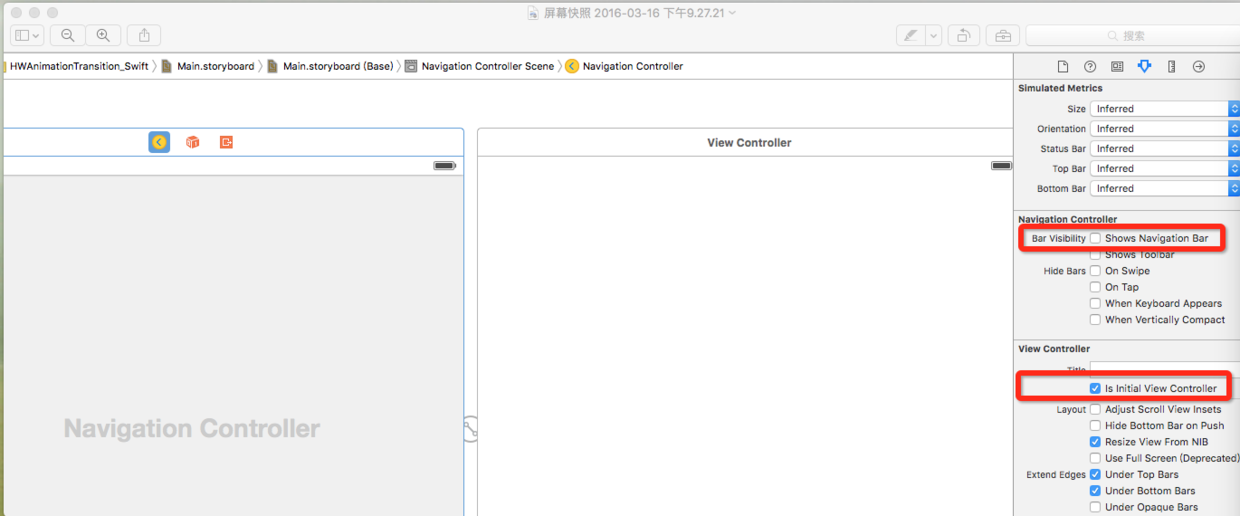 屏幕快照 2016-03-16 下午9.27.21
搜索
HWAnimationTransition_Swift
Main.storyboard
Main.storyboard (Base)
Navigation Controller Scene
Navigation Controller
View Controller
Navigation Controller
Simulated Metrics
Size Inferred
Orientation Inferred
Status Bar Inferred
Top Bar Inferred
Bottom Bar Inferred
Navigation Controller
Bar Visibility Shows Navigation Bar
Shows Toolbar
Hide Bars On Swipe
On Tap
When Keyboard Appears
When Vertically Compact
View Controller
Title
Is Initial View Controller
Layout Adjust Scroll View Insets
Hide Bottom Bar on Push
Resize View From NIB
Use Full Screen (Deprecated)
Extend Edges Under Top Bars
Under Bottom Bars
Under Opaque Bars